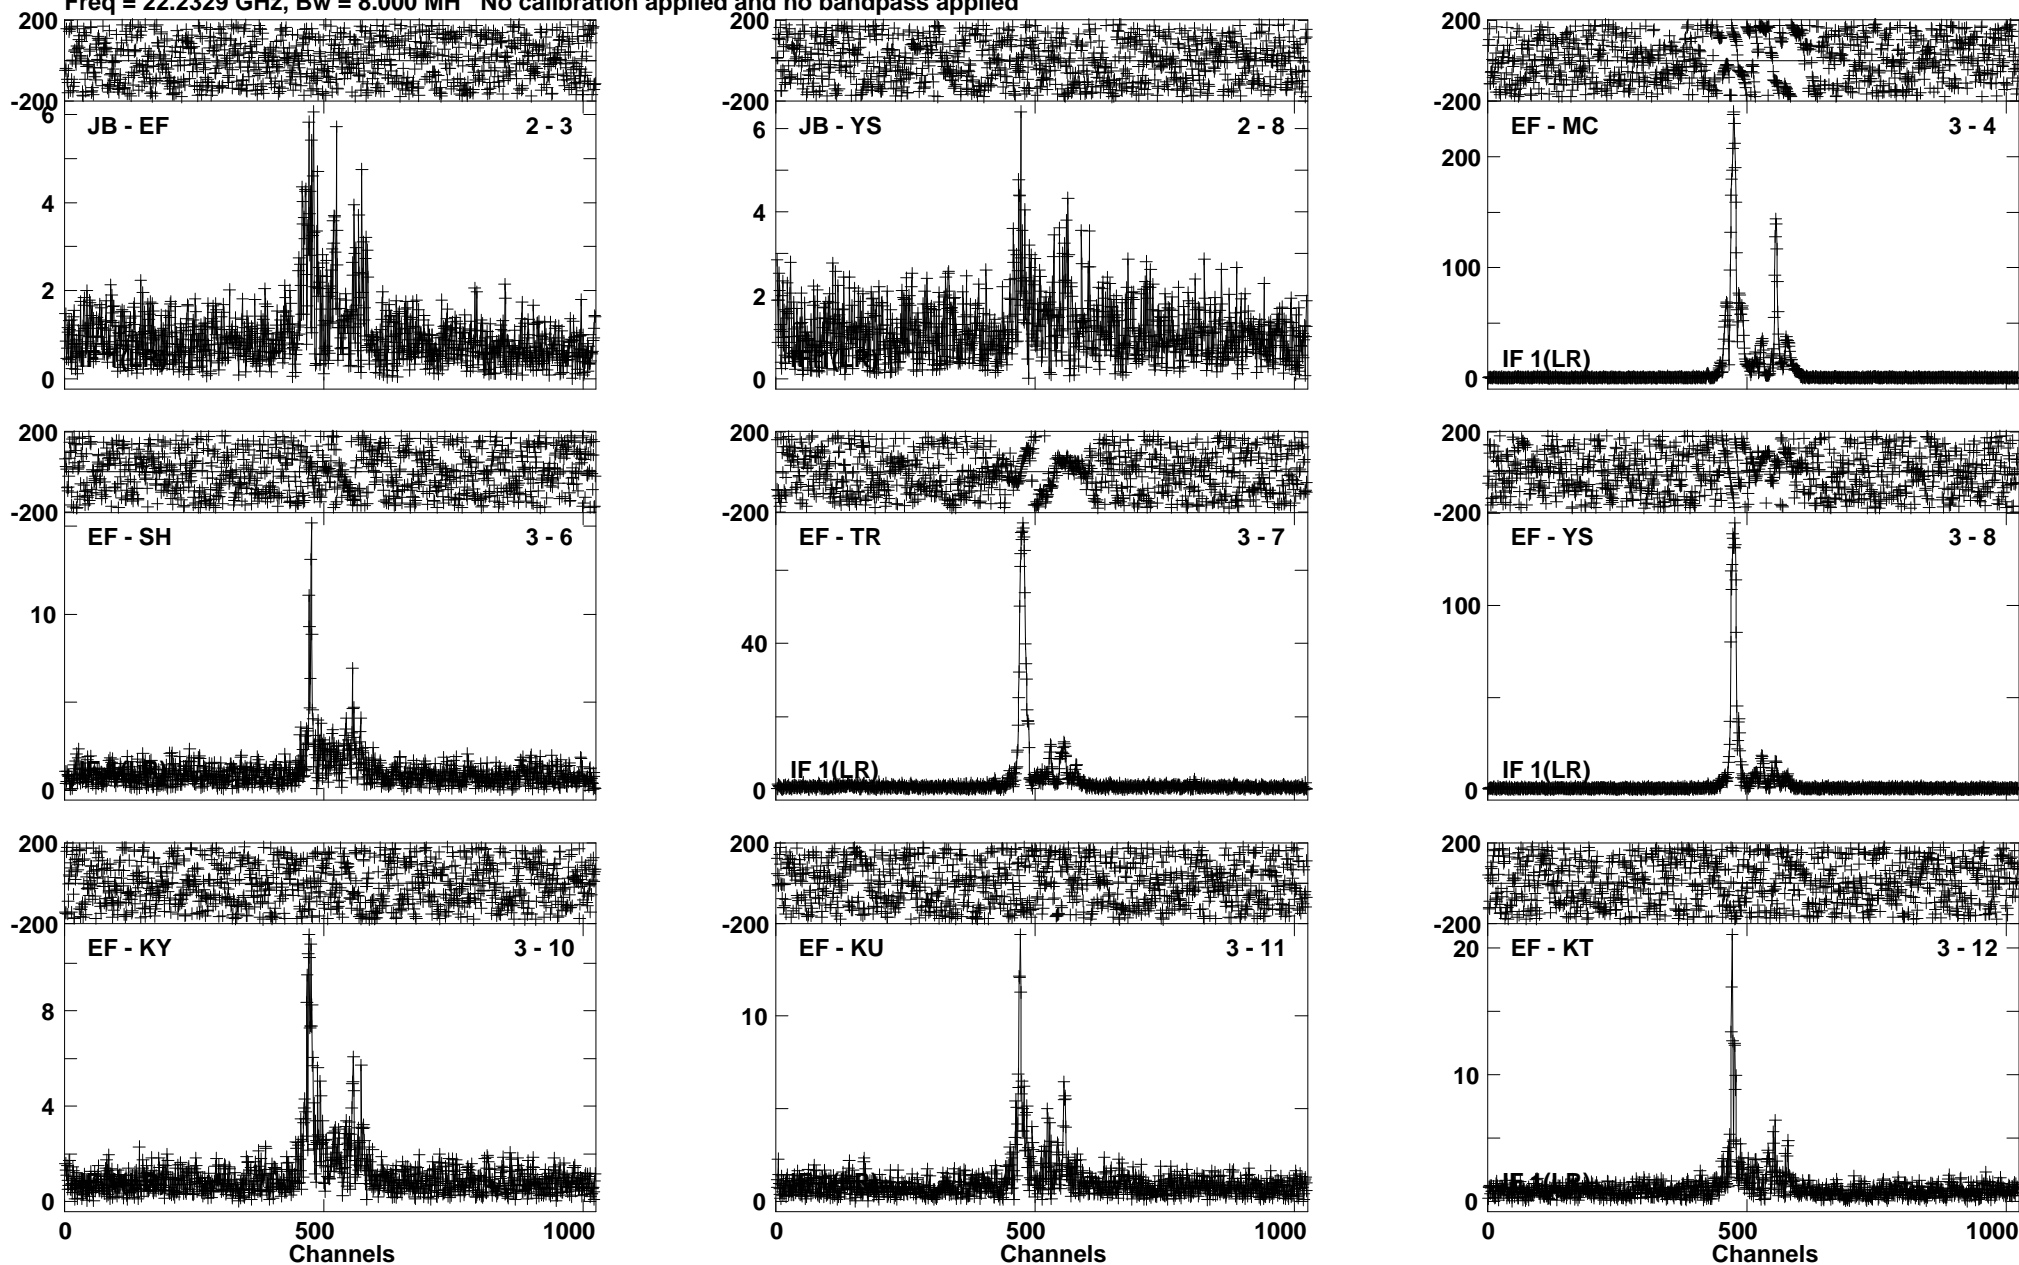 Freq = 22.2329 GHz, Bw = 8.000 MH No calibration applied and no bandpass applied
200
-200
JB - EF 2 - 3
6
4
2
0
200
-200
JB - YS 2 - 8
6
4
2
0
200
-200
EF - MC 3 - 4
200
100
IF 1(LR)
0
200
-200
EF - SH 3 - 6
10
0
200
-200
EF - TR 3 - 7
40
IF 1(LR)
0
200
-200
EF - YS 3 - 8
100
IF 1(LR)
0
200
-200
EF - KY 3 - 10
8
4
0
0 500 1000
Channels
200
-200
EF - KU 3 - 11
10
0
0 500 1000
Channels
200
-200
EF - KT 3 - 12
20
10
IF 1(LR)
0
0 500 1000
Channels